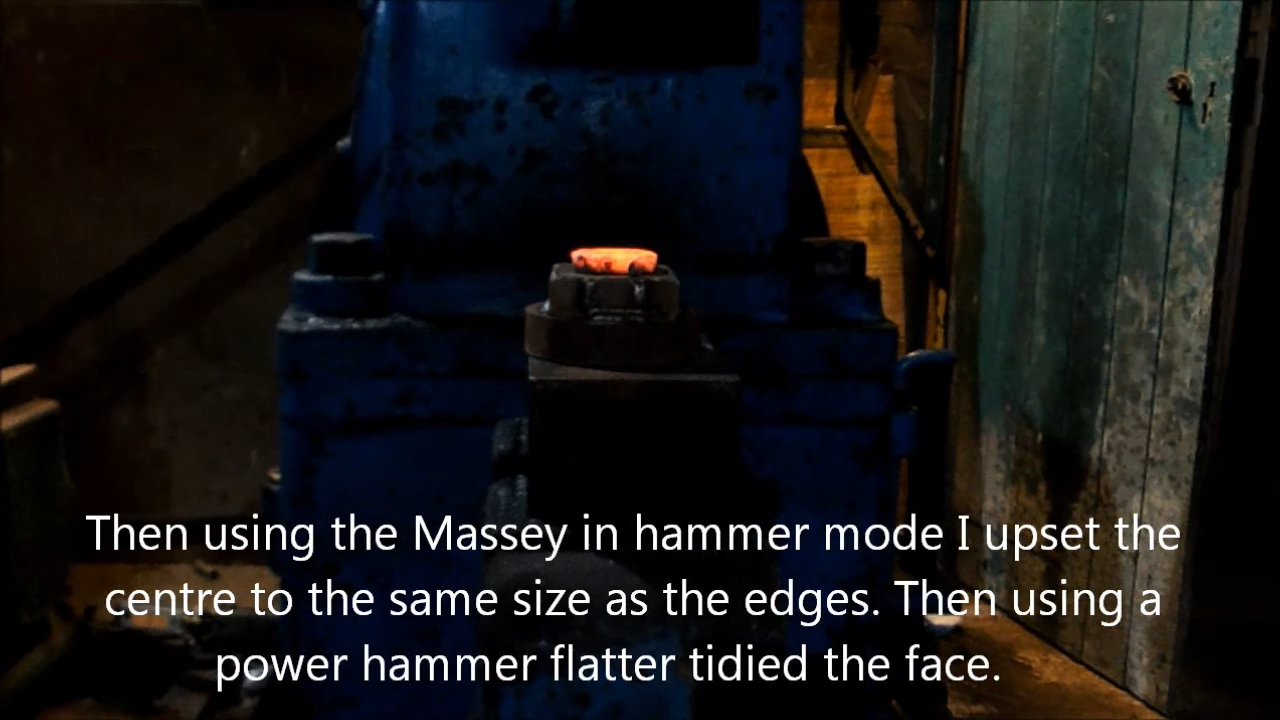 Then using the Massey in hammer mode I upset the
centre to the same size as the edges. Then using a
power hammer flatter tidied the face.